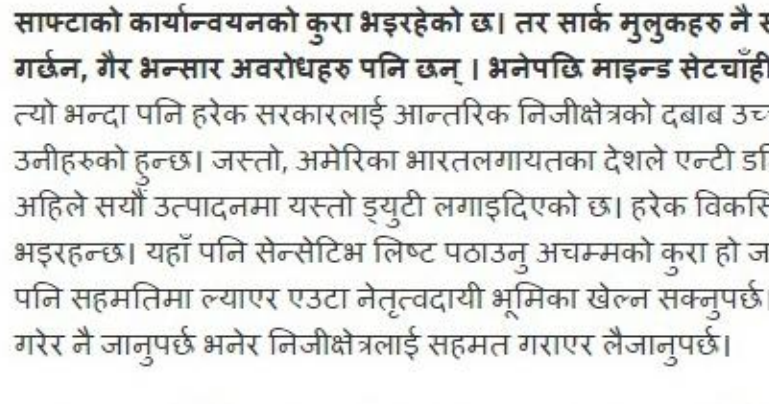 साफ्टाको कार्यान्वयनको कुरा भइरहेको छ। तर सार्क मुलुकहरु नै
गर्छन, गैर भन्सार अवरोधहरु पनि छन् । भनेपछि माइन्ड सेटचाँही
त्यो भन्दा पनि हरेक सरकारलाई आन्तरिक निजीक्षेत्रको दबाब
उनीहरुको हुन्छ। जस्तो, अमेरिका भारतलगायतका देशले एन्टी
अहिले सयौं उत्पादनमा यस्तो ड्युटी लगाइदिएको छ। हरेक
भइरहन्छ। यहाँ पनि सेन्सेटिभ लिष्ट पठाउनु अचम्मको कुरा हो
पनि सहमतिमा ल्याएर एउटा नेतृत्वदायी भूमिका खेल्न सक्नुपर्छ।
गरेर नै जानुपर्छ भनेर निजीक्षेत्रलाई सहमत गराएर लैजानुपर्छ।